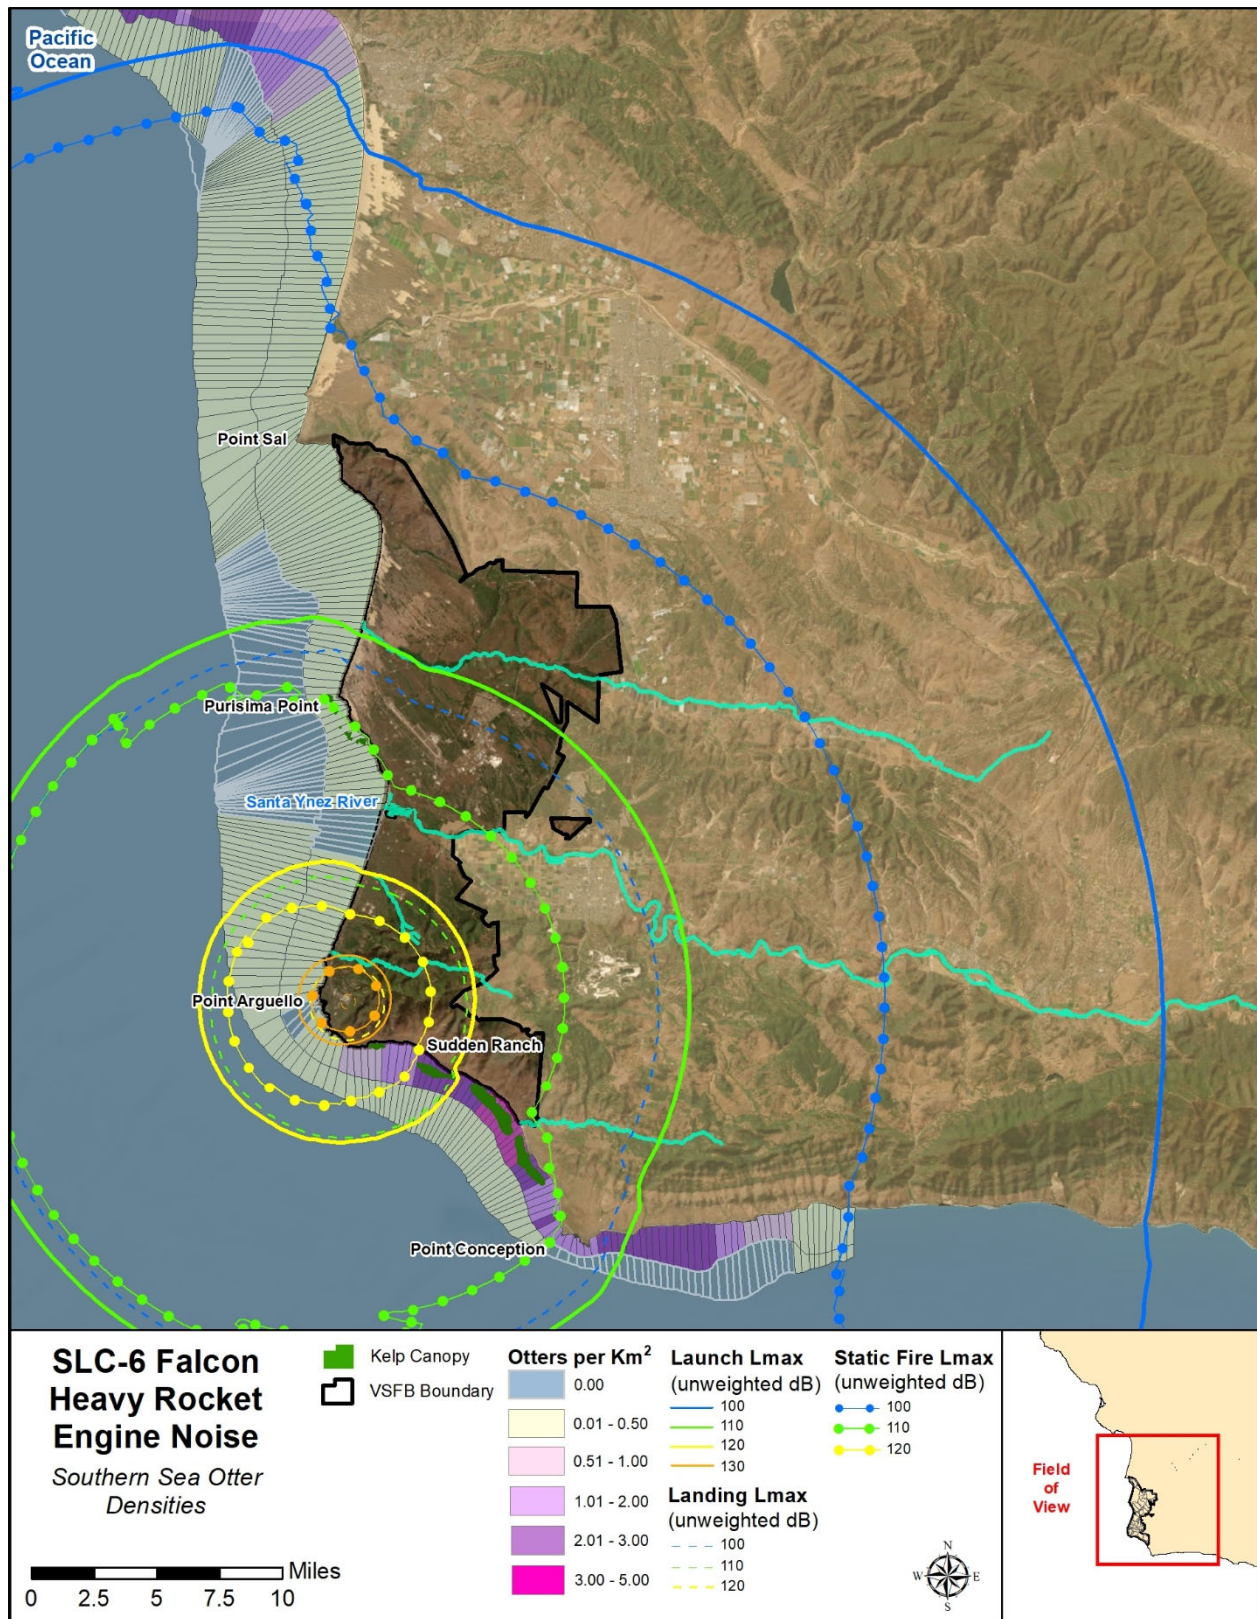 Pacific
Ocean
Point Sal
Purisima Point
Santa Ynez River
Point Arguello
Sudden Ranch
Point Conception
SLC-6 Falcon
Heavy Rocket
Engine Noise
Southern Sea Otter
Densities
0 2.5 5 7.5 10 Miles
Kelp Canopy
VSFB Boundary
Otters per Km²
0.00
0.01 - 0.50
0.51 - 1.00
1.01 - 2.00
2.01 - 3.00
3.00 - 5.00
Launch Lmax
(unweighted dB)
100
110
120
130
Landing Lmax
(unweighted dB)
100
110
120
Static Fire Lmax
(unweighted dB)
100
110
120
N
W E
S
Field
of
View